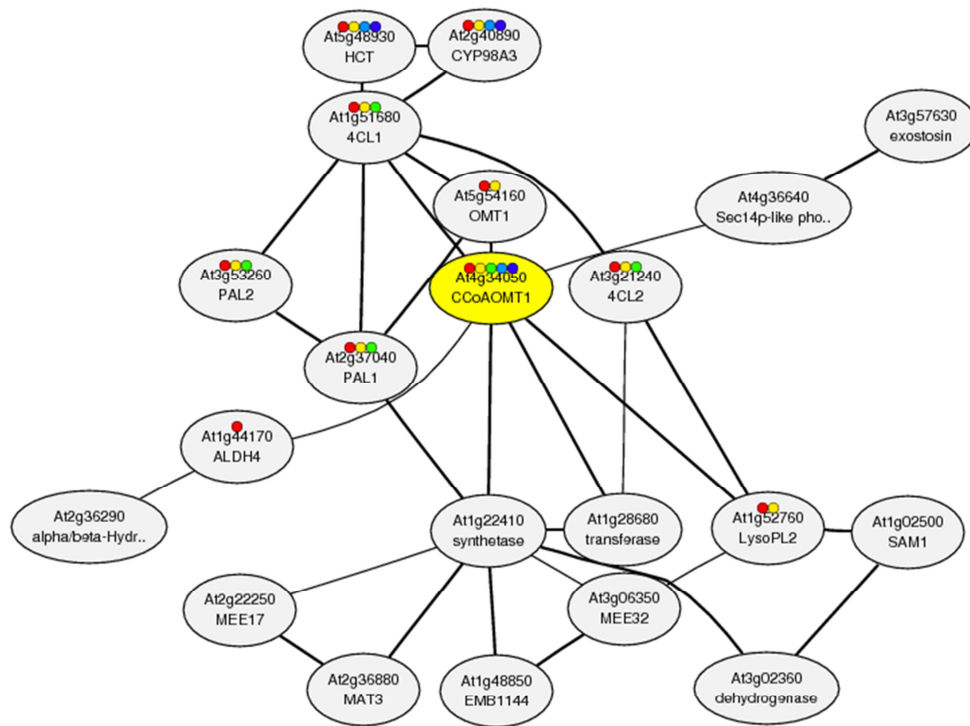 At5g48930
HCT
At2g40890
CYP98A3
At1g51680
4CL1
At3g57630
exostosin
At5g54160
OMT1
At4g36640
Sec14p-like pho..
At3g53260
PAL2
At4g34050
CCoAOMT1
At3g21240
4CL2
At2g37040
PAL1
At1g44170
ALDH4
At2g36290
alpha/beta-Hydr..
At1g22410
synthetase
At1g28680
transferase
At1g52760
LysoPL2
At1g02500
SAM1
At2g22250
MEE17
At3g06350
MEE32
At2g36880
MAT3
At1g48850
EMB1144
At3g02360
dehydrogenase